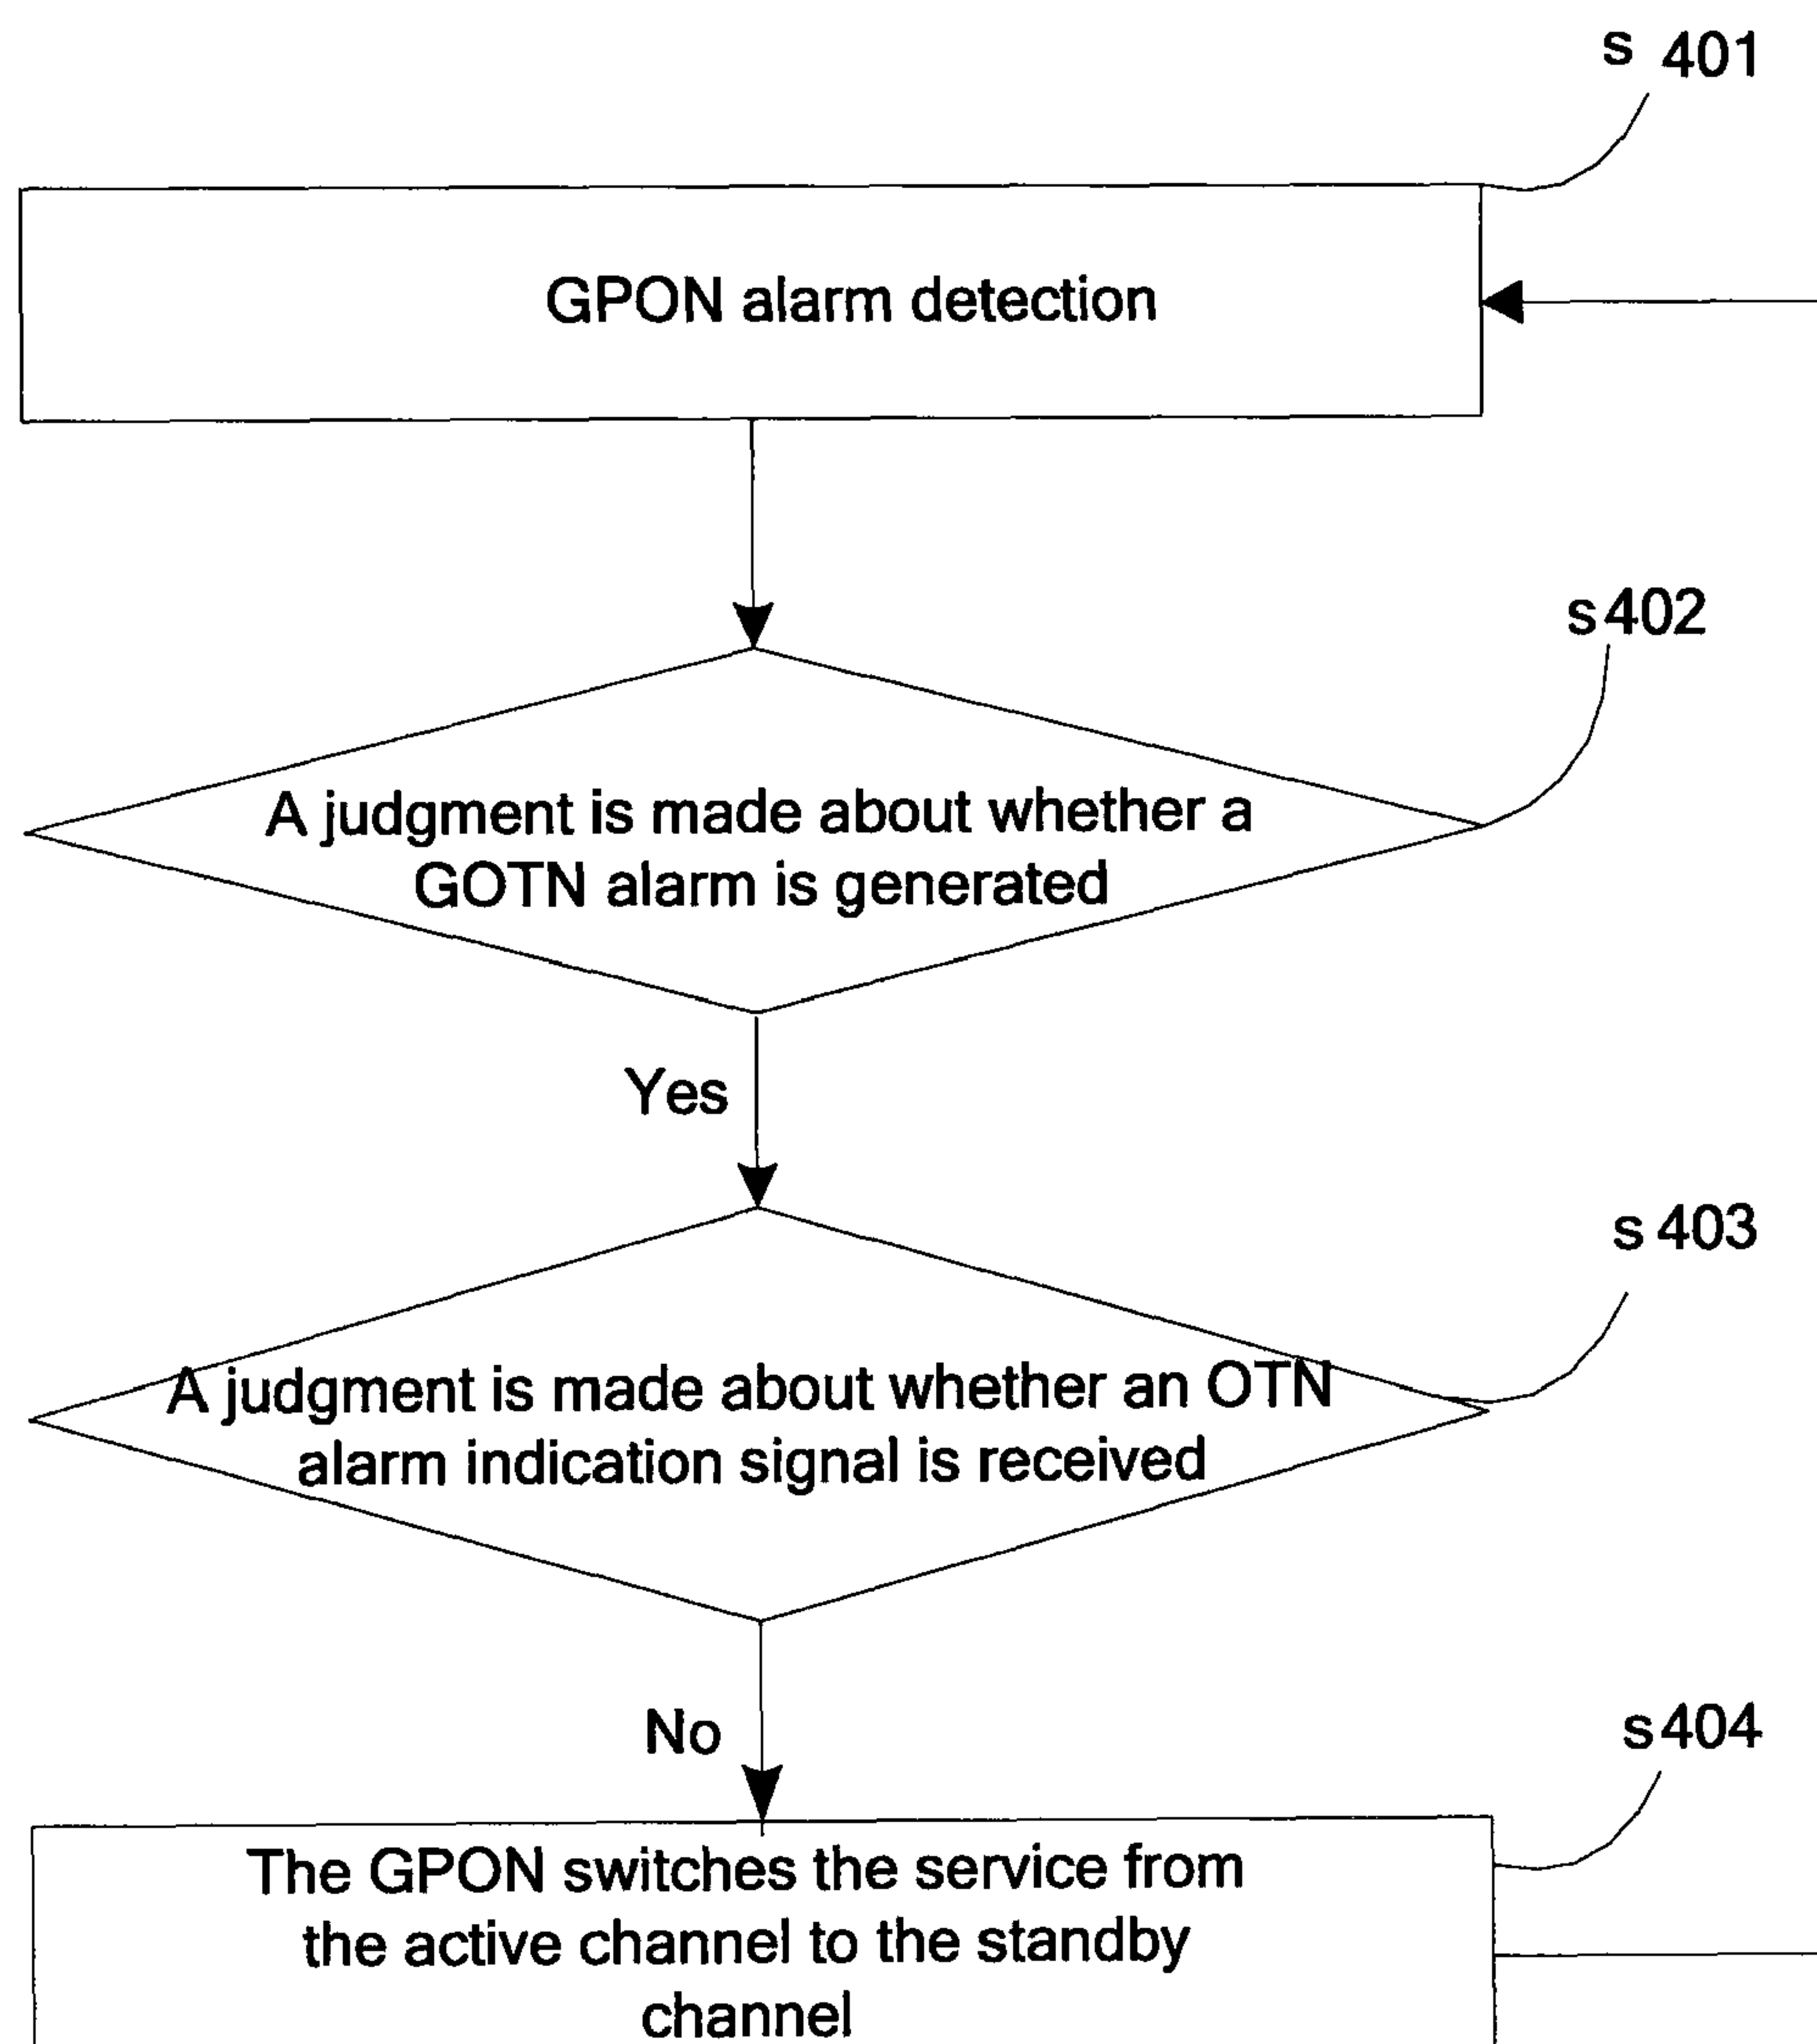 s 401
GPON alarm detection
s402
A judgment is made about whether a
GOTN alarm is generated
Yes
s 403
A judgment is made about whether an OTN
alarm indication signal is received
No
s404
The GPON switches the service from
the active channel to the standby
channel